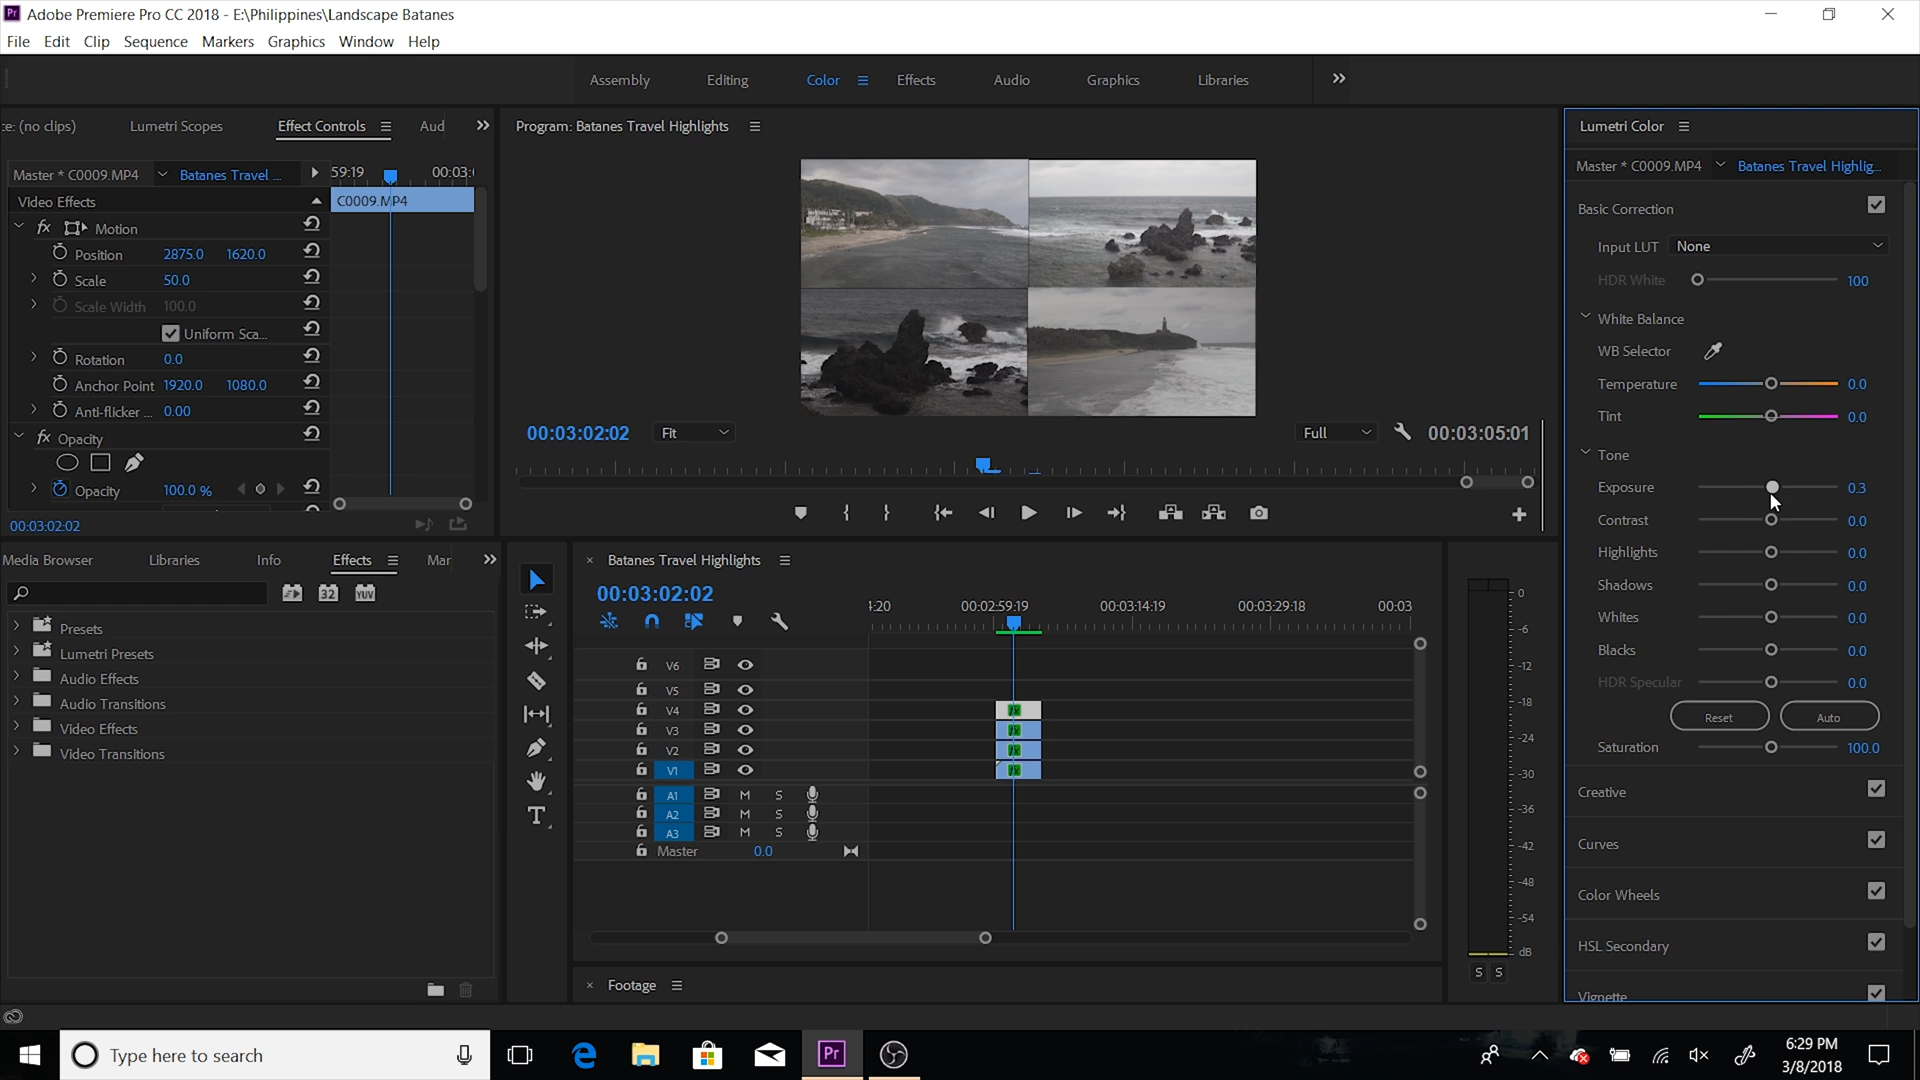 Adobe Premiere Pro CC 2018 - E:\Philippines\Landscape Batanes
File Edit Clip Sequence Markers Graphics Window Help
Assembly Editing Color Effects Audio Graphics Libraries
ce: (no clips) Lumetri Scopes Effect Controls Aud
Master * C0009.MP4 Batanes Travel ... 59:19 00:03:
Video Effects C0009.MP4
fx Motion
Position 2875.0 1620.0
Scale 50.0
Scale Width 100.0
Uniform Sca...
Rotation 0.0
Anchor Point 1920.0 1080.0
Anti-flicker ... 0.00
fx Opacity
Opacity 100.0 %
00:03:02:02
Program: Batanes Travel Highlights
00:03:02:02 Fit Full 00:03:05:01
Lumetri Color
Master * C0009.MP4 Batanes Travel Highlig...
Basic Correction
Input LUT None
HDR White 100
White Balance
WB Selector
Temperature 0.0
Tint 0.0
Tone
Exposure 0.3
Contrast 0.0
Highlights 0.0
Shadows 0.0
Whites 0.0
Blacks 0.0
HDR Specular 0.0
Reset Auto
Saturation 100.0
Creative
Curves
Color Wheels
HSL Secondary
Vignette
Media Browser Libraries Info Effects Mar
32 YUV
Presets
Lumetri Presets
Audio Effects
Audio Transitions
Video Effects
Video Transitions
× Batanes Travel Highlights
00:03:02:02
4:20 00:02:59:19 00:03:14:19 00:03:29:18 00:03
V6
V5
V4 fx
V3 fx
V2 fx
V1 fx
A1 M S
A2 M S
A3 M S
Master 0.0
T
× Footage
0
-6
-12
-18
-24
-30
-36
-42
-48
-54
dB
S S
Type here to search
Pr
6:29 PM
3/8/2018